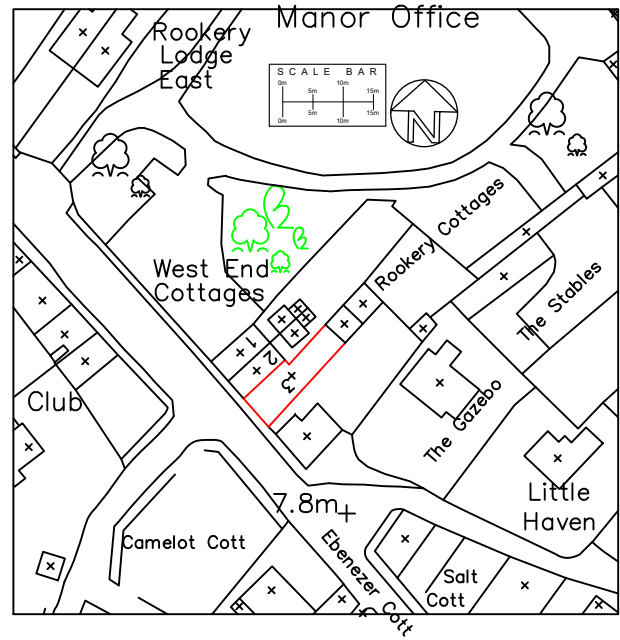 Manor Office
Rookery
Lodge
East
SCALE BAR
0m 10m
5m 15m
5m 15m
0m 10m
N
Rookery Cottages
West End
Cottages
The Stables
1
2
3
Club
The Gazebo
Little
Haven
7.8m
Camelot Cott
Ebenezer Cott
Salt
Cott